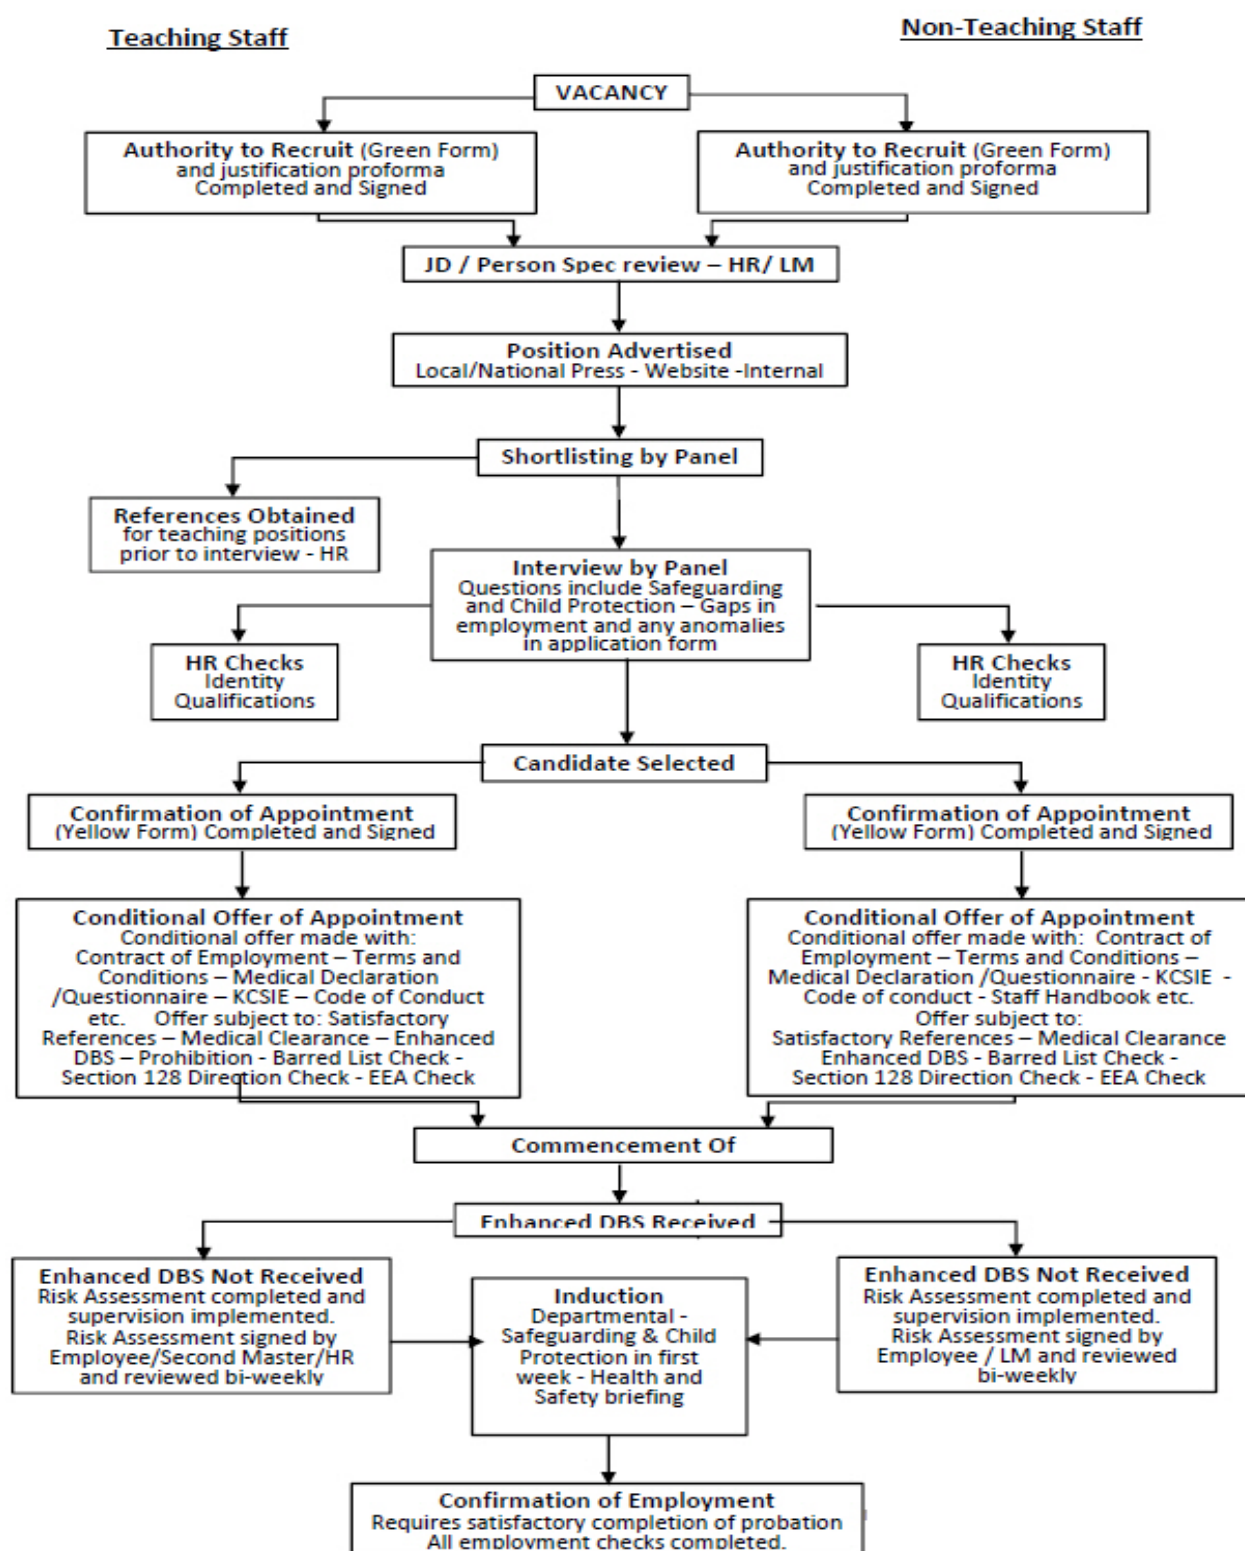 Teaching Staff
Non-Teaching Staff
VACANCY
Authority to Recruit (Green Form)
and justification proforma
Completed and Signed
Authority to Recruit (Green Form)
and justification proforma
Completed and Signed
JD / Person Spec review – HR/ LM
Position Advertised
Local/National Press - Website -Internal
Shortlisting by Panel
References Obtained
for teaching positions
prior to interview - HR
Interview by Panel
Questions include Safeguarding
and Child Protection – Gaps in
employment and any anomalies
in application form
HR Checks
Identity
Qualifications
HR Checks
Identity
Qualifications
Candidate Selected
Confirmation of Appointment
(Yellow Form) Completed and Signed
Confirmation of Appointment
(Yellow Form) Completed and Signed
Conditional Offer of Appointment
Conditional offer made with:
Contract of Employment – Terms and
Conditions – Medical Declaration
/Questionnaire – KCSIE – Code of Conduct
etc. Offer subject to: Satisfactory
References – Medical Clearance – Enhanced
DBS – Prohibition - Barred List Check -
Section 128 Direction Check - EEA Check
Conditional Offer of Appointment
Conditional offer made with: Contract of
Employment – Terms and Conditions –
Medical Declaration /Questionnaire - KCSIE -
Code of conduct - Staff Handbook etc.
Offer subject to:
Satisfactory References – Medical Clearance
Enhanced DBS - Barred List Check -
Section 128 Direction Check - EEA Check
Commencement Of
Enhanced DBS Received
Enhanced DBS Not Received
Risk Assessment completed and
supervision implemented.
Risk Assessment signed by
Employee/Second Master/HR
and reviewed bi-weekly
Induction
Departmental -
Safeguarding & Child
Protection in first
week - Health and
Safety briefing
Enhanced DBS Not Received
Risk Assessment completed and
supervision implemented.
Risk Assessment signed by
Employee / LM and reviewed
bi-weekly
Confirmation of Employment
Requires satisfactory completion of probation
All employment checks completed.